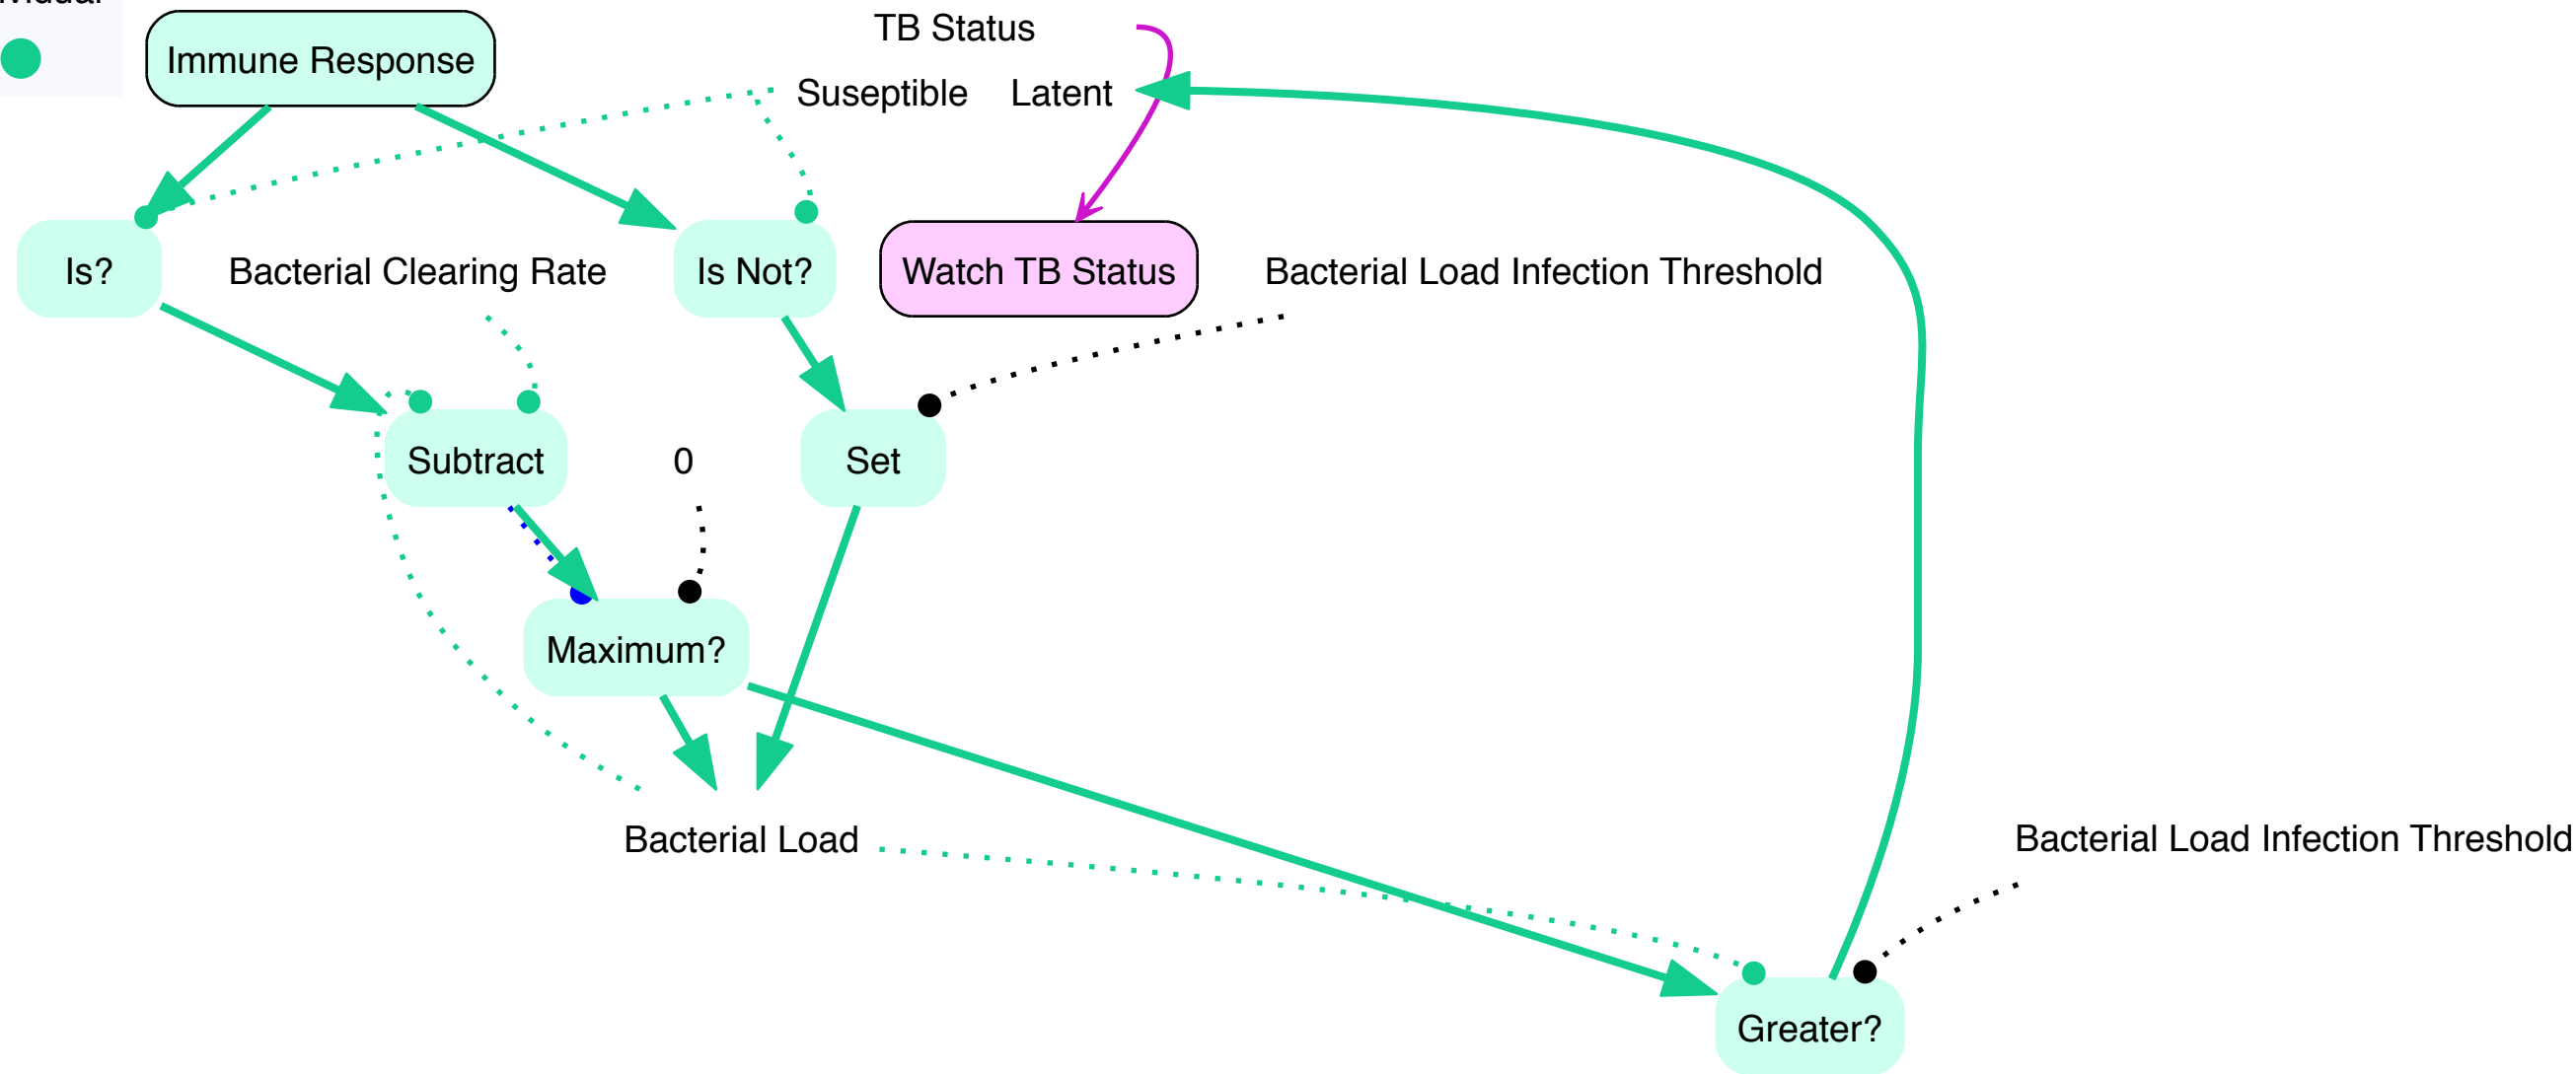 Immune Response
TB Status
Suseptible Latent
Is?
Bacterial Clearing Rate
Is Not?
Watch TB Status
Bacterial Load Infection Threshold
Subtract
0
Set
Maximum?
Bacterial Load
Bacterial Load Infection Threshold
Greater?